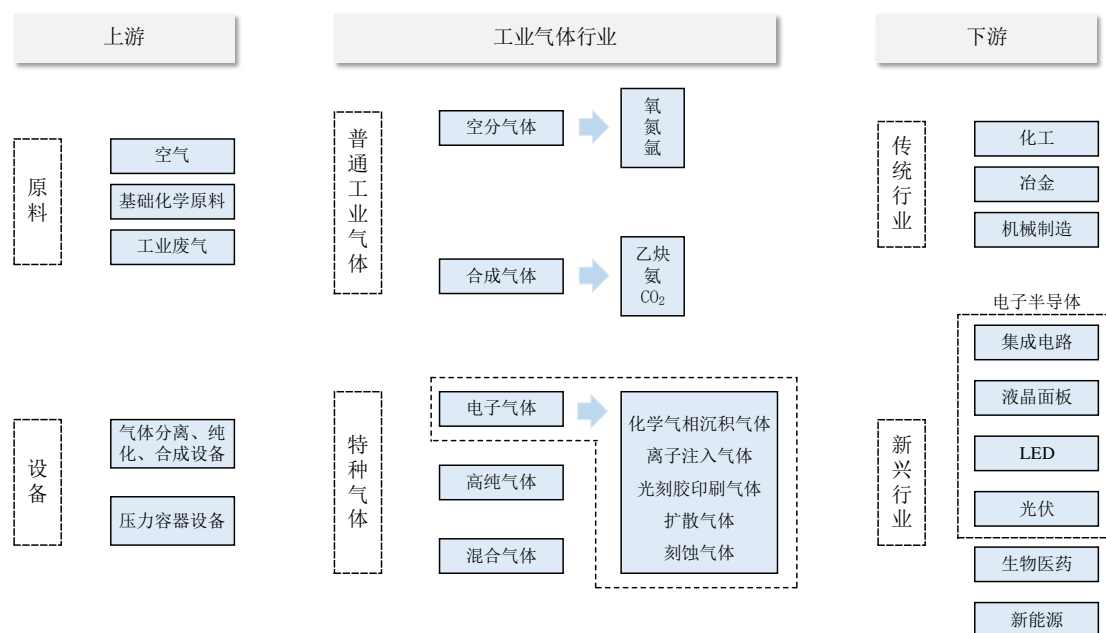 上游
工业气体行业
下游
原料
空气
基础化学原料
工业废气
设备
气体分离、纯
化、合成设备
压力容器设备
普通工业气体
空分气体
氧
氮
氩
合成气体
乙炔
氨
CO₂
特种气体
电子气体
高纯气体
混合气体
化学气相沉积气体
离子注入气体
光刻胶印刷气体
扩散气体
刻蚀气体
传统行业
化工
冶金
机械制造
新兴行业
电子半导体
集成电路
液晶面板
LED
光伏
生物医药
新能源